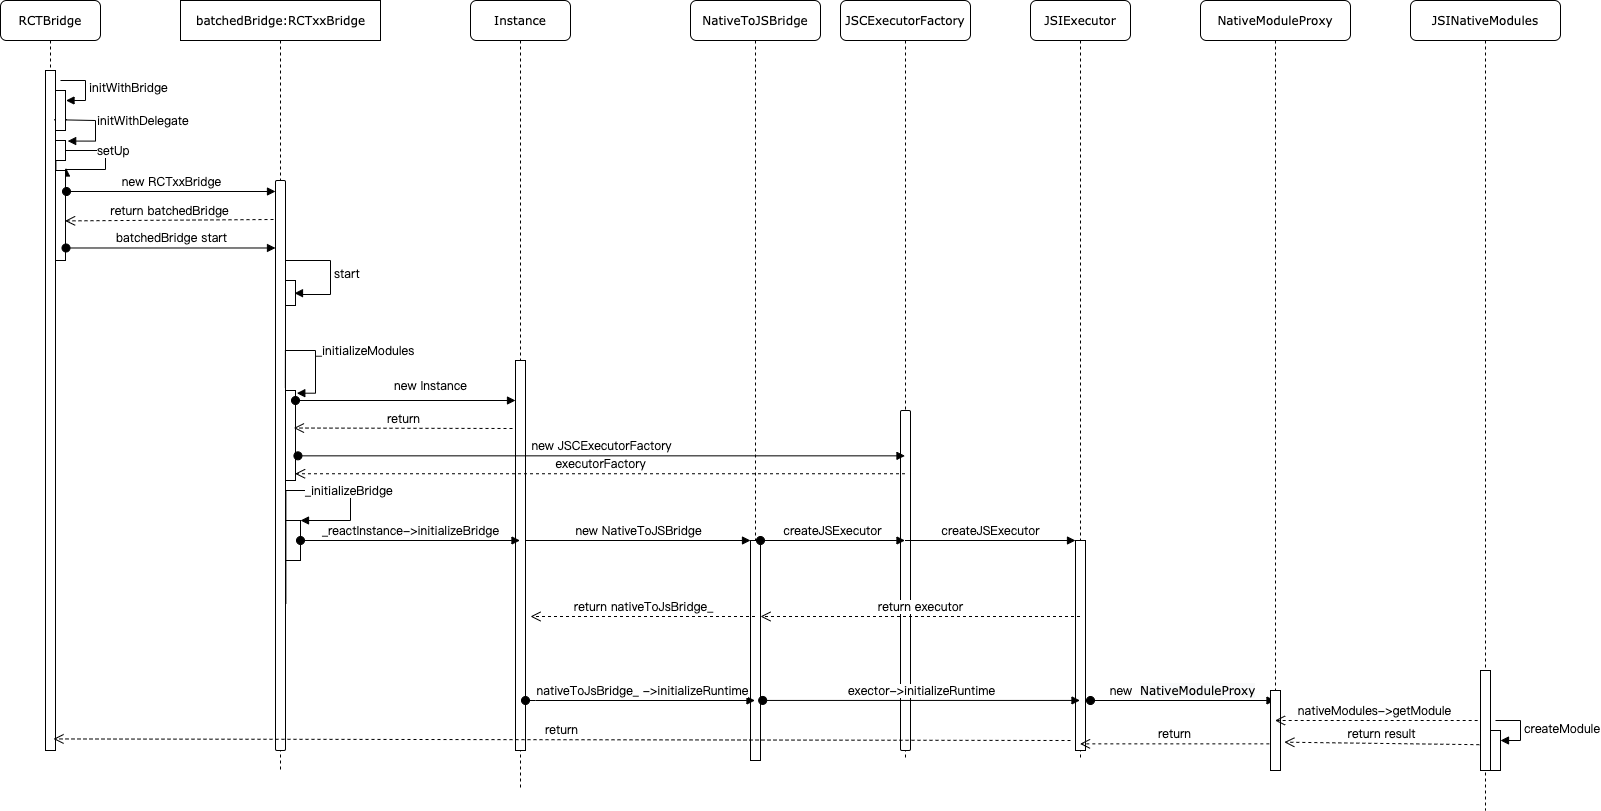 RCTBridge
batchedBridge:RCTxxBridge
Instance
NativeToJSBridge
JSCExecutorFactory
JSIExecutor
NativeModuleProxy
JSINativeModules
initWithBridge
initWithDelegate
setUp
new RCTxxBridge
return batchedBridge
batchedBridge start
start
_initializeModules
new Instance
return
new JSCExecutorFactory
executorFactory
_initializeBridge
_reactInstance->initializeBridge
new NativeToJSBridge
createJSExecutor
createJSExecutor
return nativeToJsBridge_
return executor
nativeToJsBridge_ ->initializeRuntime
exector->initializeRuntime
new NativeModuleProxy
nativeModules->getModule
createModule
return
return
return result